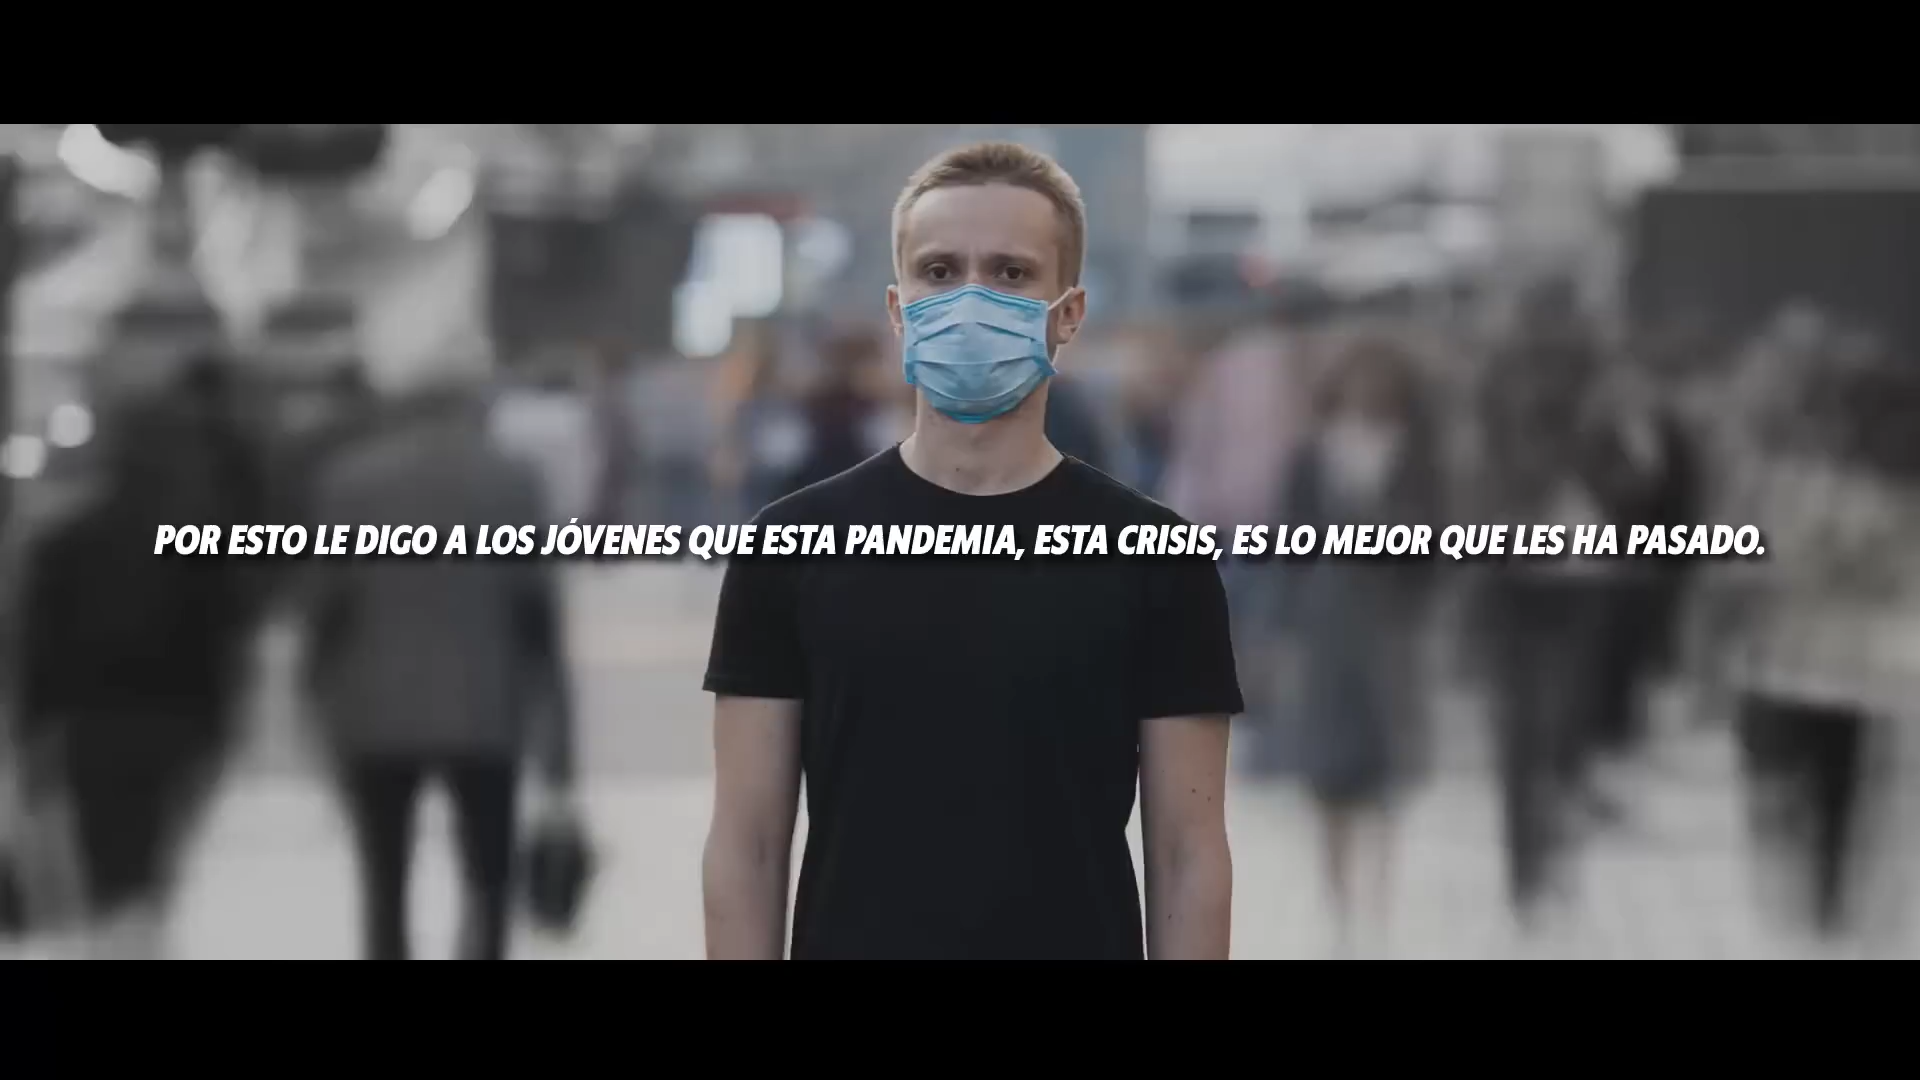 POR ESTO LE DIGO A LOS JÓVENES QUE ESTA PANDEMIA, ESTA CRISIS, ES LO MEJOR QUE LES HA PASADO.